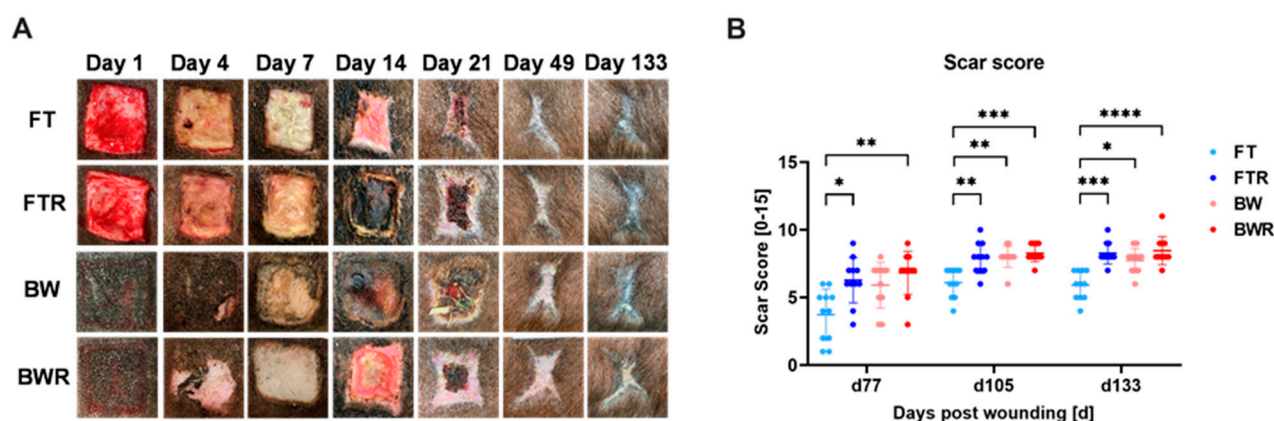 A
Day 1 Day 4 Day 7 Day 14 Day 21 Day 49 Day 133
FT
FTR
BW
BWR
B
Scar score
**** 
***
**
**
*
*
**
***
15
10
5
0
Scar Score [0-15]
d77 d105 d133
Days post wounding [d]
FT
FTR
BW
BWR